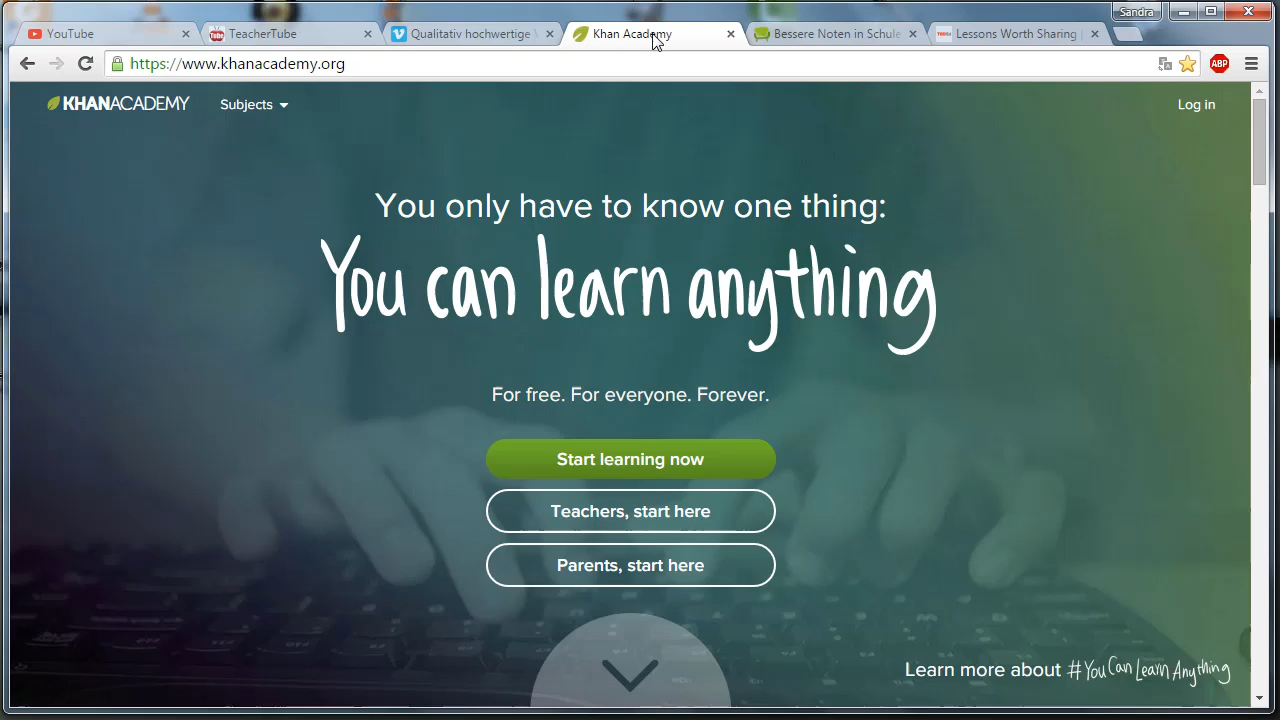 Sandra
YouTube
TeacherTube
Qualitativ hochwertige V
Khan Academy
Bessere Noten in Schule
Lessons Worth Sharing |
https://www.khanacademy.org
ABP
KHANACADEMY
Subjects
Log in
You only have to know one thing:
You can learn anything
For free. For everyone. Forever.
Start learning now
Teachers, start here
Parents, start here
Learn more about #YouCanLearnAnything